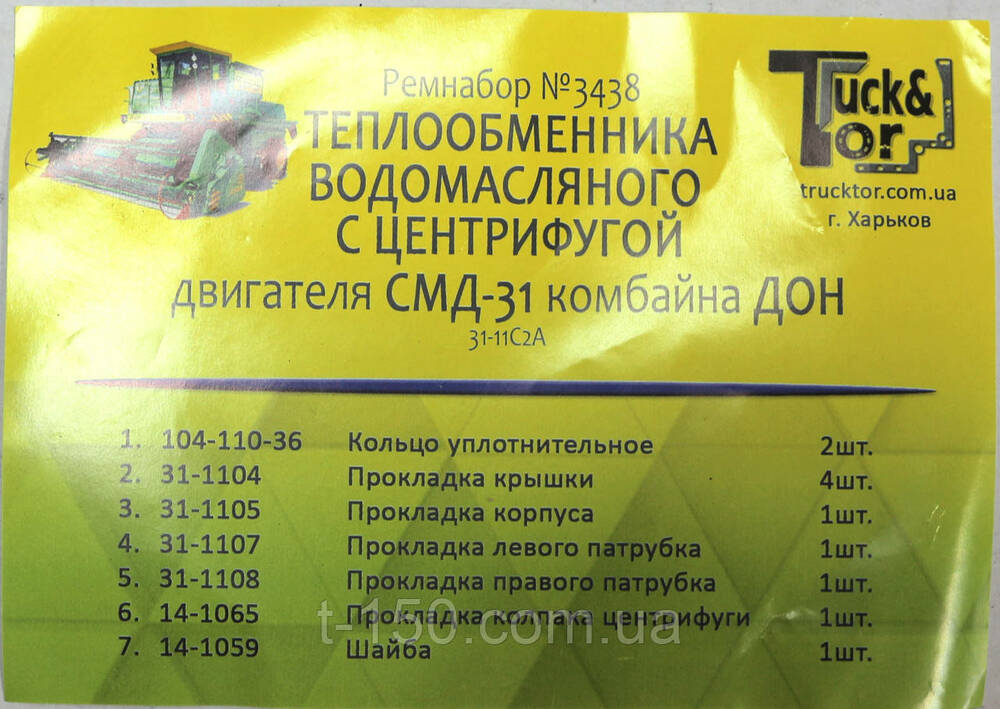 Ремнабор №3438
ТЕПЛООБМЕННИКА
ВОДОМАСЛЯНОГО
С ЦЕНТРИФУГОЙ
двигателя СМД-31 комбайна ДОН
31-11С2А
Truck&
Tor
trucktor.com.ua
г. Харьков
1. 104-110-36 Кольцо уплотнительное 2шт.
2. 31-1104 Прокладка крышки 4шт.
3. 31-1105 Прокладка корпуса 1шт.
4. 31-1107 Прокладка левого патрубка 1шт.
5. 31-1108 Прокладка правого патрубка 1шт.
6. 14-1065 Прокладка колпака центрифуги 1шт.
7. 14-1059 Шайба 1шт.
t-150.com.ua